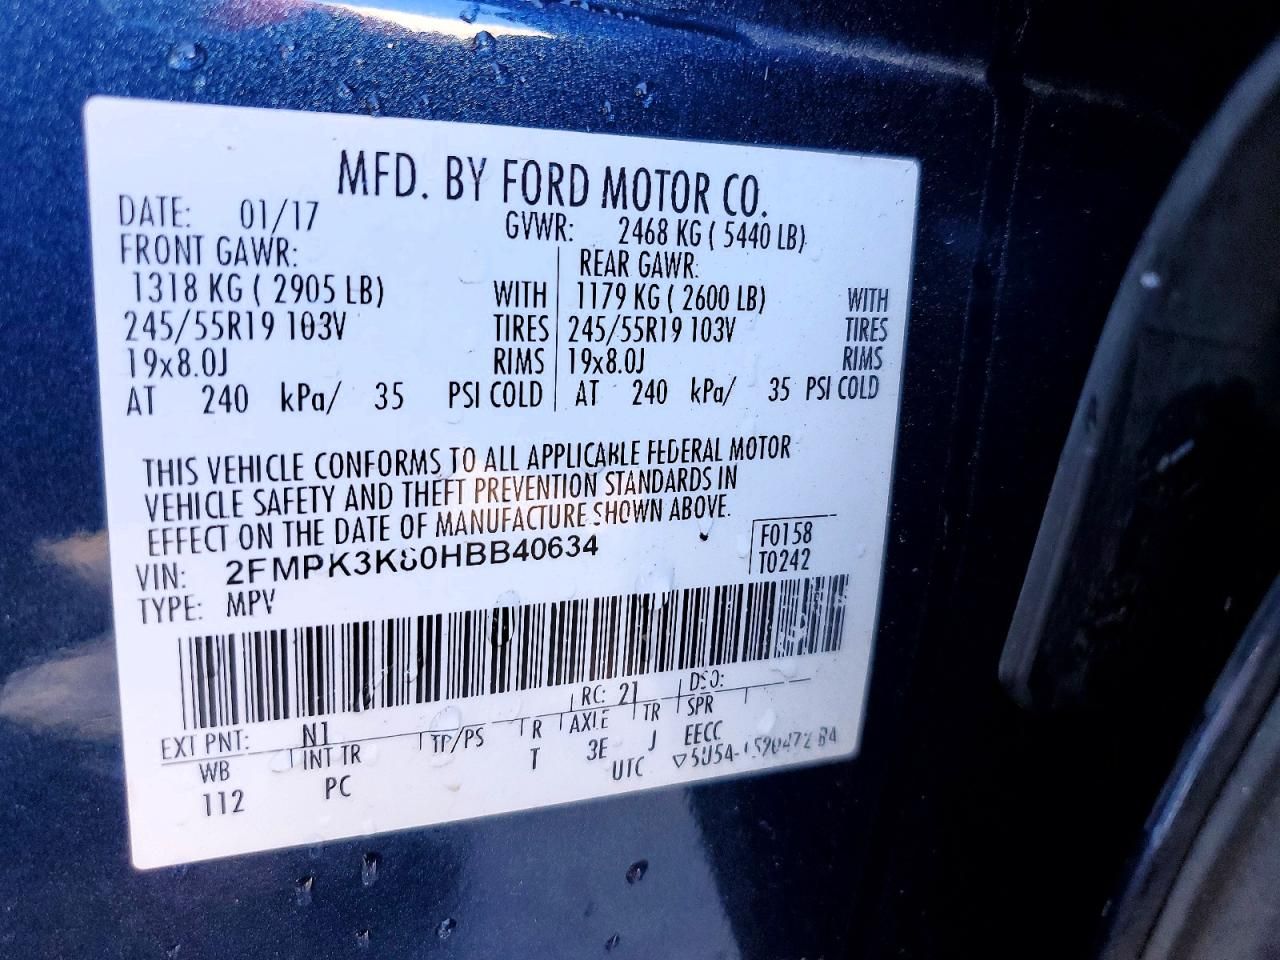 MFD. BY FORD MOTOR CO.
DATE: 01/17 GVWR: 2468 KG ( 5440 LB)
FRONT GAWR: REAR GAWR:
1318 KG ( 2905 LB) WITH 1179 KG ( 2600 LB) WITH
245/55R19 103V TIRES 245/55R19 103V TIRES
19x8.0J RIMS 19x8.0J RIMS
AT 240 kPa/ 35 PSI COLD AT 240 kPa/ 35 PSI COLD
THIS VEHICLE CONFORMS TO ALL APPLICABLE FEDERAL MOTOR
VEHICLE SAFETY AND THEFT PREVENTION STANDARDS IN
EFFECT ON THE DATE OF MANUFACTURE SHOWN ABOVE.
VIN: 2FMPK3K80HBB40634 F0158
TYPE: MPV T0242
EXT PNT: N1 RC: 21 DSO:
WB INT TR TP/PS R AXLE TR SPR
112 PC T 3E J EECC
UTC